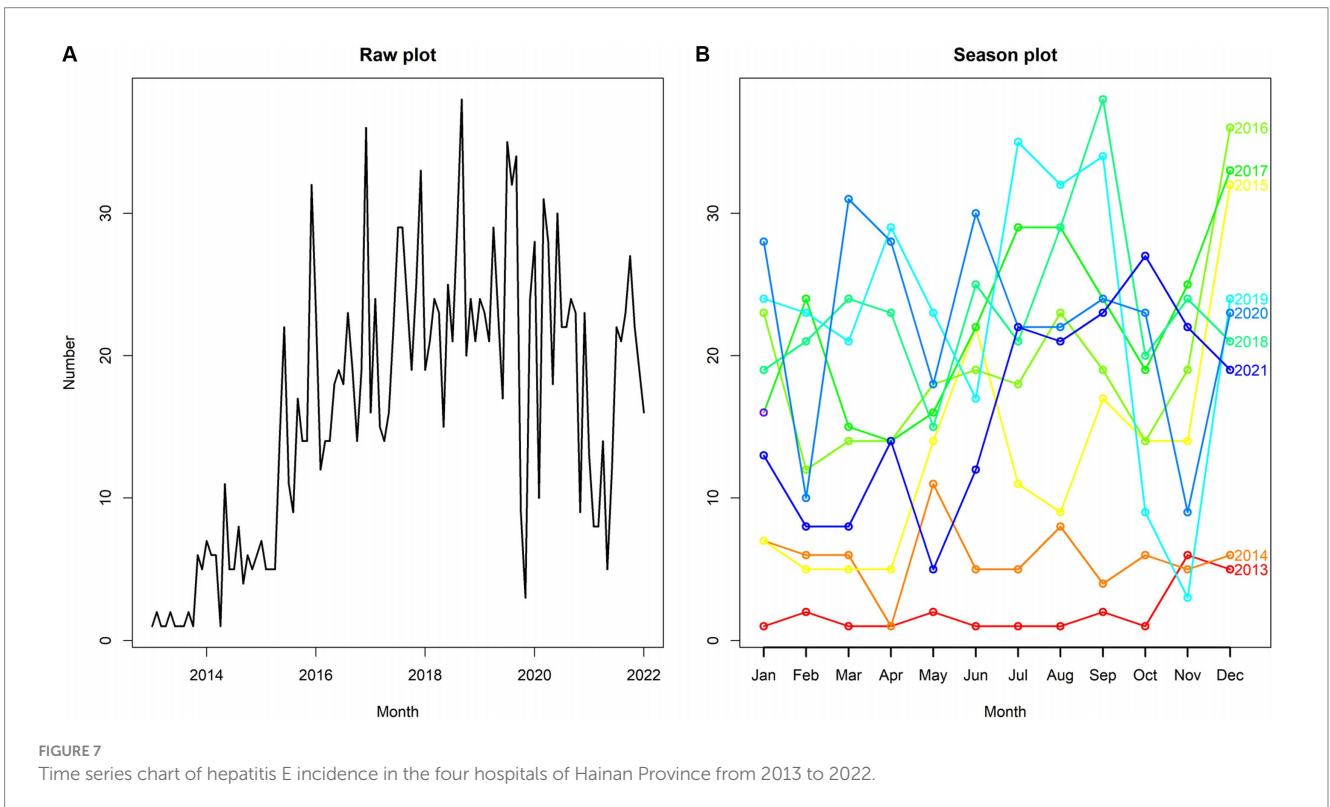 A
Raw plot
Number
30
20
10
0
2014 2016 2018 2020 2022
Month
B
Season plot
30
20
10
0
2016
2017
2015
2019
2020
2018
2021
2014
2013
Jan Feb Mar Apr May Jun Jul Aug Sep Oct Nov Dec
Month
FIGURE 7
Time series chart of hepatitis E incidence in the four hospitals of Hainan Province from 2013 to 2022.